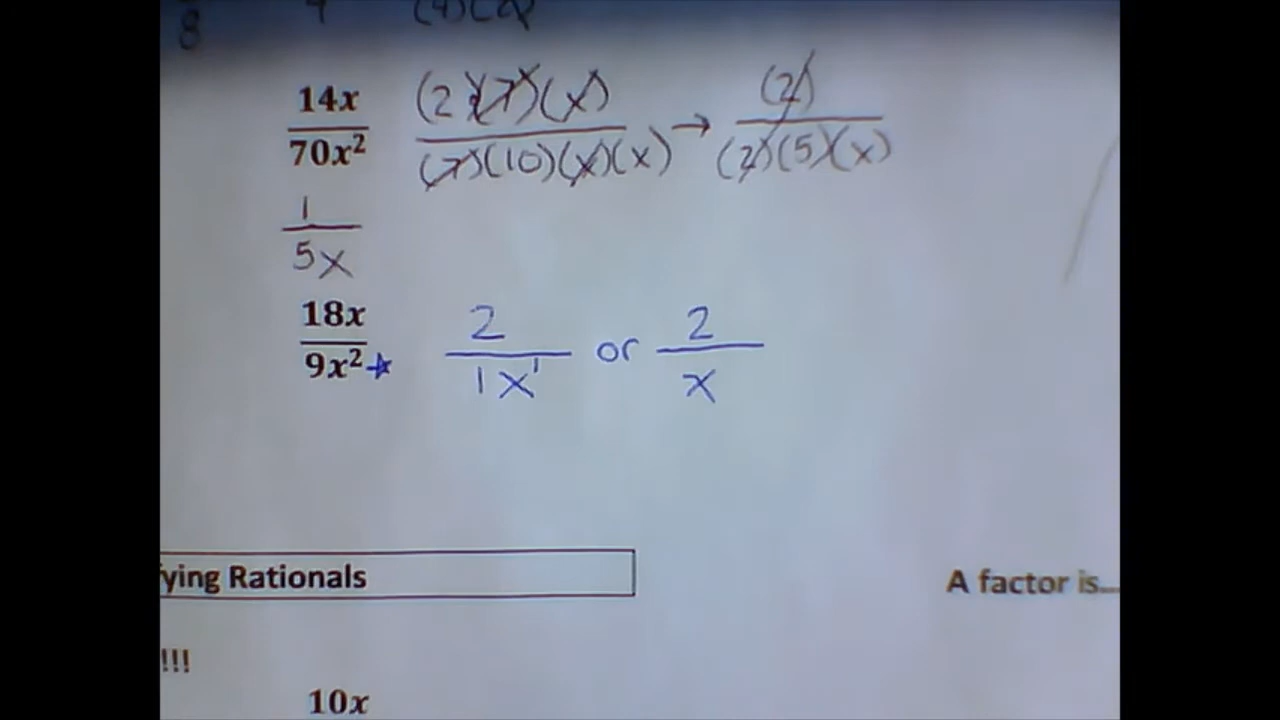 8
14x (2)(7)(x) → (2)
70x² (7)(10)(x)(x) (2)(5)(x)
1
5x
18x 2 or 2
9x² 1x¹ x
ying Rationals
A factor is...
!!!
10x